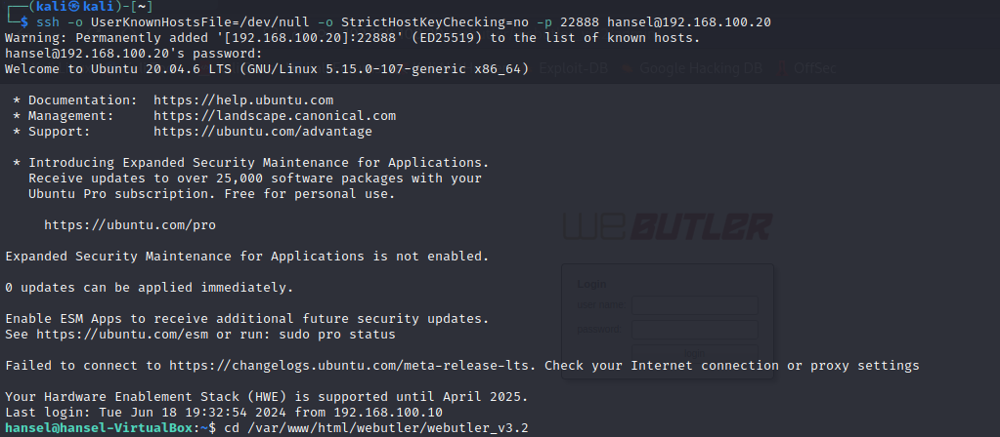 ┌──(kali㉿kali)-[~]
└─$ ssh -o UserKnownHostsFile=/dev/null -o StrictHostKeyChecking=no -p 22888 hansel@192.168.100.20
Warning: Permanently added '[192.168.100.20]:22888' (ED25519) to the list of known hosts.
hansel@192.168.100.20's password:
Welcome to Ubuntu 20.04.6 LTS (GNU/Linux 5.15.0-107-generic x86_64)
Exploit-DB Google Hacking DB OffSec
* Documentation: https://help.ubuntu.com
* Management: https://landscape.canonical.com
* Support: https://ubuntu.com/advantage
* Introducing Expanded Security Maintenance for Applications.
Receive updates to over 25,000 software packages with your
Ubuntu Pro subscription. Free for personal use.
https://ubuntu.com/pro
WEBUTLER
Expanded Security Maintenance for Applications is not enabled.
Login
0 updates can be applied immediately.
username
Enable ESM Apps to receive additional future security updates.
password
See https://ubuntu.com/esm or run: sudo pro status
Failed to connect to https://changelogs.ubuntu.com/meta-release-lts. Check your Internet connection or proxy settings
Your Hardware Enablement Stack (HWE) is supported until April 2025.
Last login: Tue Jun 18 19:32:54 2024 from 192.168.100.10
hansel@hansel-VirtualBox:~$ cd /var/www/html/webutler/webutler_v3.2